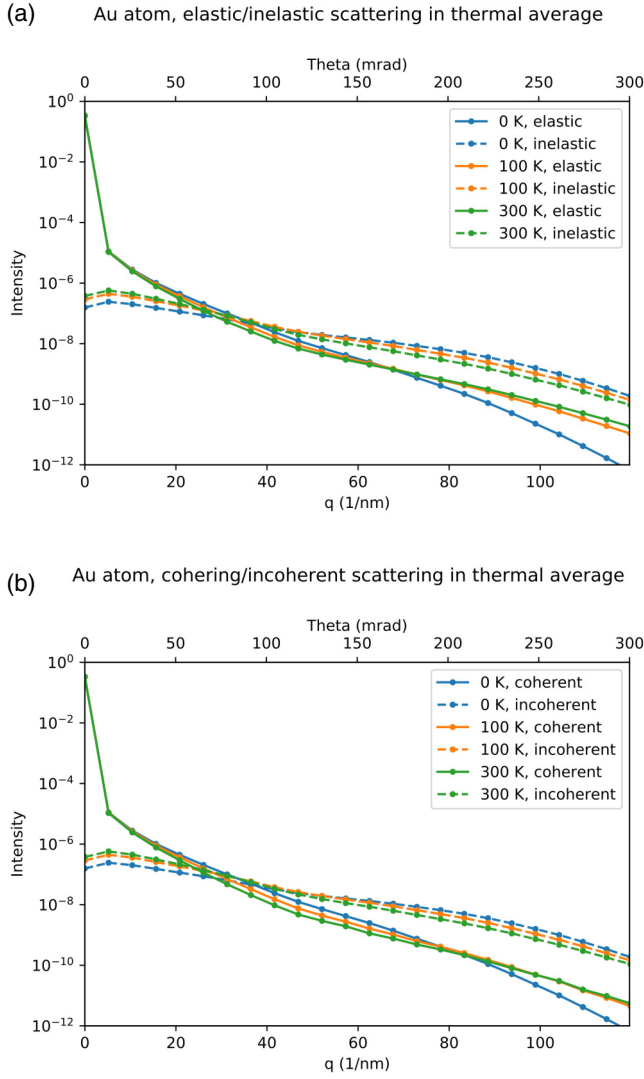 (a)
Au atom, elastic/inelastic scattering in thermal average
Theta (mrad)
0 50 100 150 200 250 300
10^0
10^-2
10^-4
10^-6
10^-8
10^-10
10^-12
Intensity
0 K, elastic
0 K, inelastic
100 K, elastic
100 K, inelastic
300 K, elastic
300 K, inelastic
0 20 40 60 80 100
q (1/nm)
(b)
Au atom, cohering/incoherent scattering in thermal average
Theta (mrad)
0 50 100 150 200 250 300
10^0
10^-2
10^-4
10^-6
10^-8
10^-10
10^-12
Intensity
0 K, coherent
0 K, incoherent
100 K, coherent
100 K, incoherent
300 K, coherent
300 K, incoherent
0 20 40 60 80 100
q (1/nm)